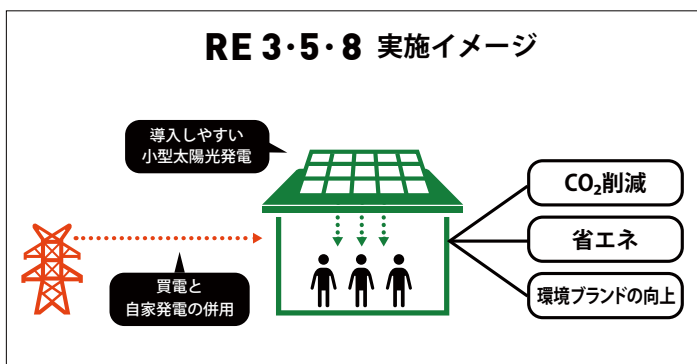 RE 3・5・8 実施イメージ
導入しやすい
小型太陽光発電
買電と
自家発電の併用
CO₂削減
省エネ
環境ブランドの向上